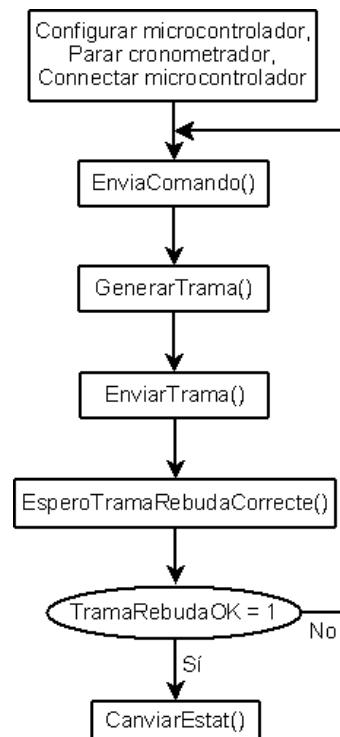 Configurar microcontrolador,
Parar cronometrador,
Connectar microcontrolador
EnviaComando()
GenerarTrama()
EnviarTrama()
EsperoTramaRebudaCorrecte()
TramaRebudaOK = 1
No
Sí
CanviarEstat()